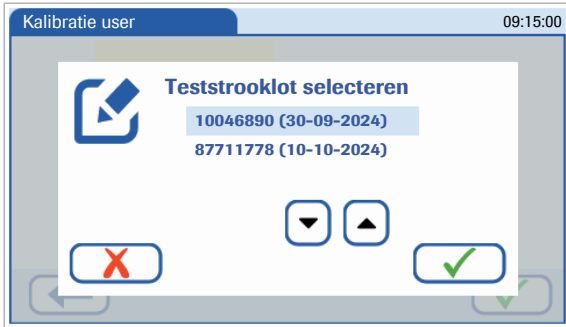 Kalibratie user
09:15:00
Teststrooklot selecteren
10046890 (30-09-2024)
87711778 (10-10-2024)